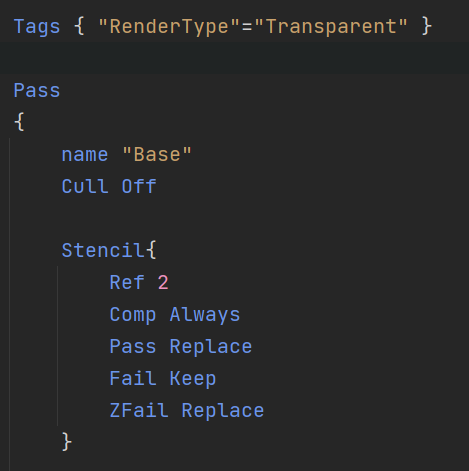 Tags { "RenderType"="Transparent" }
Pass
{
name "Base"
Cull Off
Stencil{
Ref 2
Comp Always
Pass Replace
Fail Keep
ZFail Replace
}